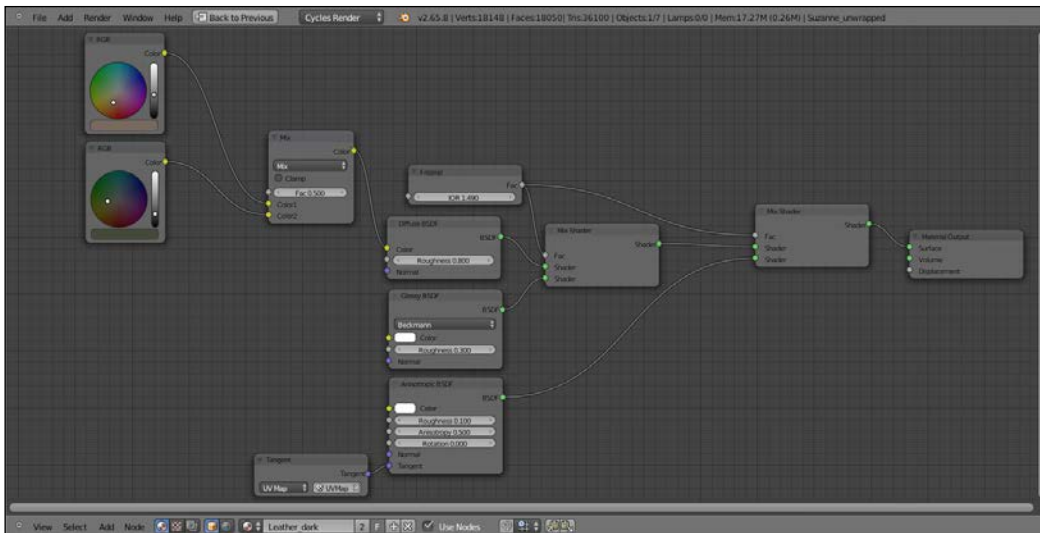 File Add Render Window Help Back to Previous Cycles Render v2.65.8 | Verts:18148 | Faces:18050| Tris:36100 | Objects:1/7 | Lamps:0/0 | Mem:17.27M (0.26M) | Suzanne_unwrapped
RGB
Color
RGB
Color
Mix
Color
Mix
Clamp
Fac 0.500
Color1
Color2
Fresnel
Fac
IOR 1.490
Diffuse BSDF
BSDF
Color
Roughness 0.800
Normal
Glossy BSDF
BSDF
Beckmann
Color
Roughness 0.300
Normal
Anisotropic BSDF
BSDF
Color
Roughness 0.100
Anisotropy 0.500
Rotation 0.000
Normal
Tangent
Tangent
Tangent
UV Map UVMap
Mix Shader
Shader
Fac
Shader
Shader
Mix Shader
Shader
Fac
Shader
Shader
Material Output
Surface
Volume
Displacement
View Select Add Node Leather_dark 2 F Use Nodes